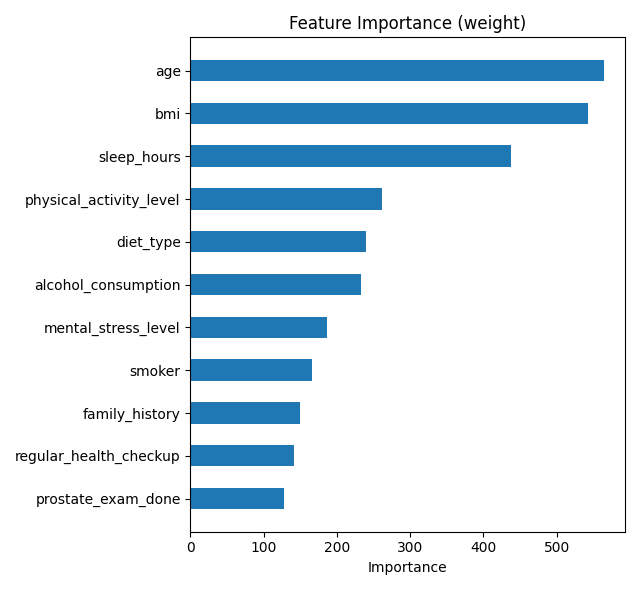 Feature Importance (weight)
age
bmi
sleep_hours
physical_activity_level
diet_type
alcohol_consumption
mental_stress_level
smoker
family_history
regular_health_checkup
prostate_exam_done
0 100 200 300 400 500
Importance